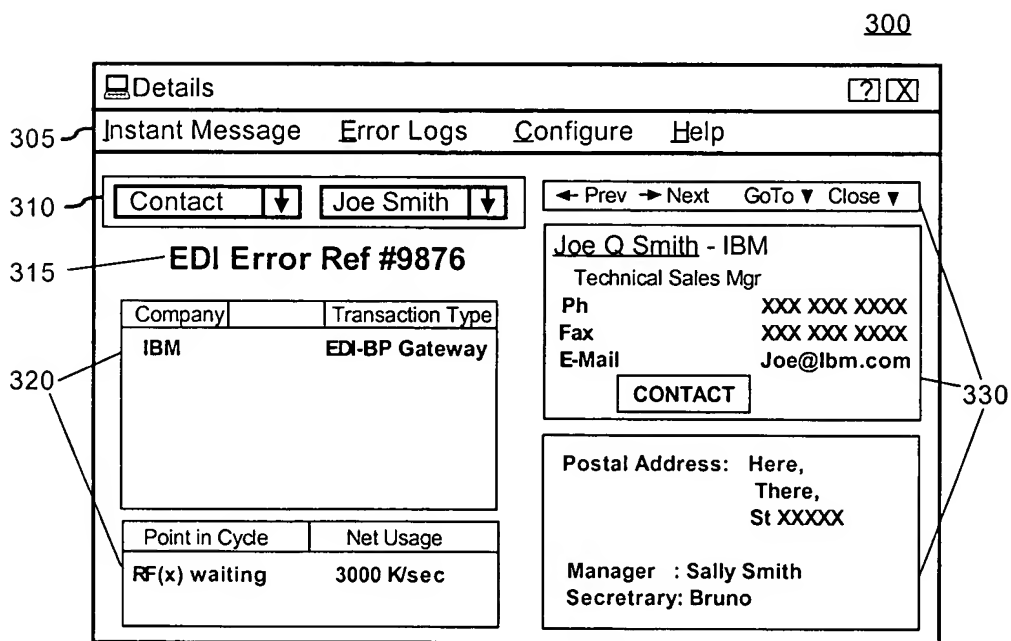 300
Details
? X
305
Instant Message Error Logs Configure Help
310
Contact Joe Smith
Prev Next GoTo Close
315
EDI Error Ref #9876
Joe Q Smith - IBM
Technical Sales Mgr
Ph XXX XXX XXXX
Fax XXX XXX XXXX
E-Mail Joe@Ibm.com
CONTACT
320
Company Transaction Type
IBM EDI-BP Gateway
330
Point in Cycle Net Usage
RF(x) waiting 3000 K/sec
Postal Address: Here,
There,
St XXXXX
Manager : Sally Smith
Secretrary: Bruno